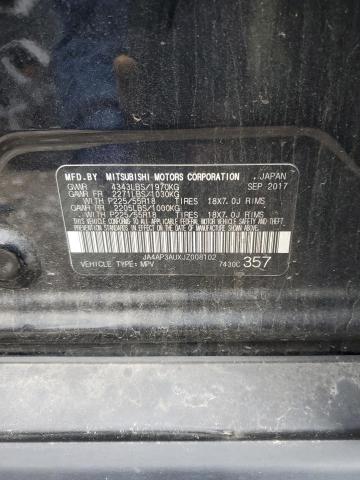 MFD.BY MITSUBISHI MOTORS CORPORATION , JAPAN
GVWR 4343LBS/1970KG SEP 2017
GAWR FR 2271LBS/1030KG
WITH P225/55R18 TIRES 18X7.0J RIMS
GAWR RR 2205LBS/1000KG
WITH P225/55R18 TIRES 18X7.0J RIMS
THIS VEHICLE CONFORMS TO ALL APPLICABLE FEDERAL
MOTOR VEHICLE SAFETY AND THEFT PREVENTION
STANDARDS IN EFFECT ON THE DATE OF MANUFACTURE
SHOWN ABOVE.
JA4AP3AUXJZ008102
VEHICLE TYPE: MPV 7430C 357